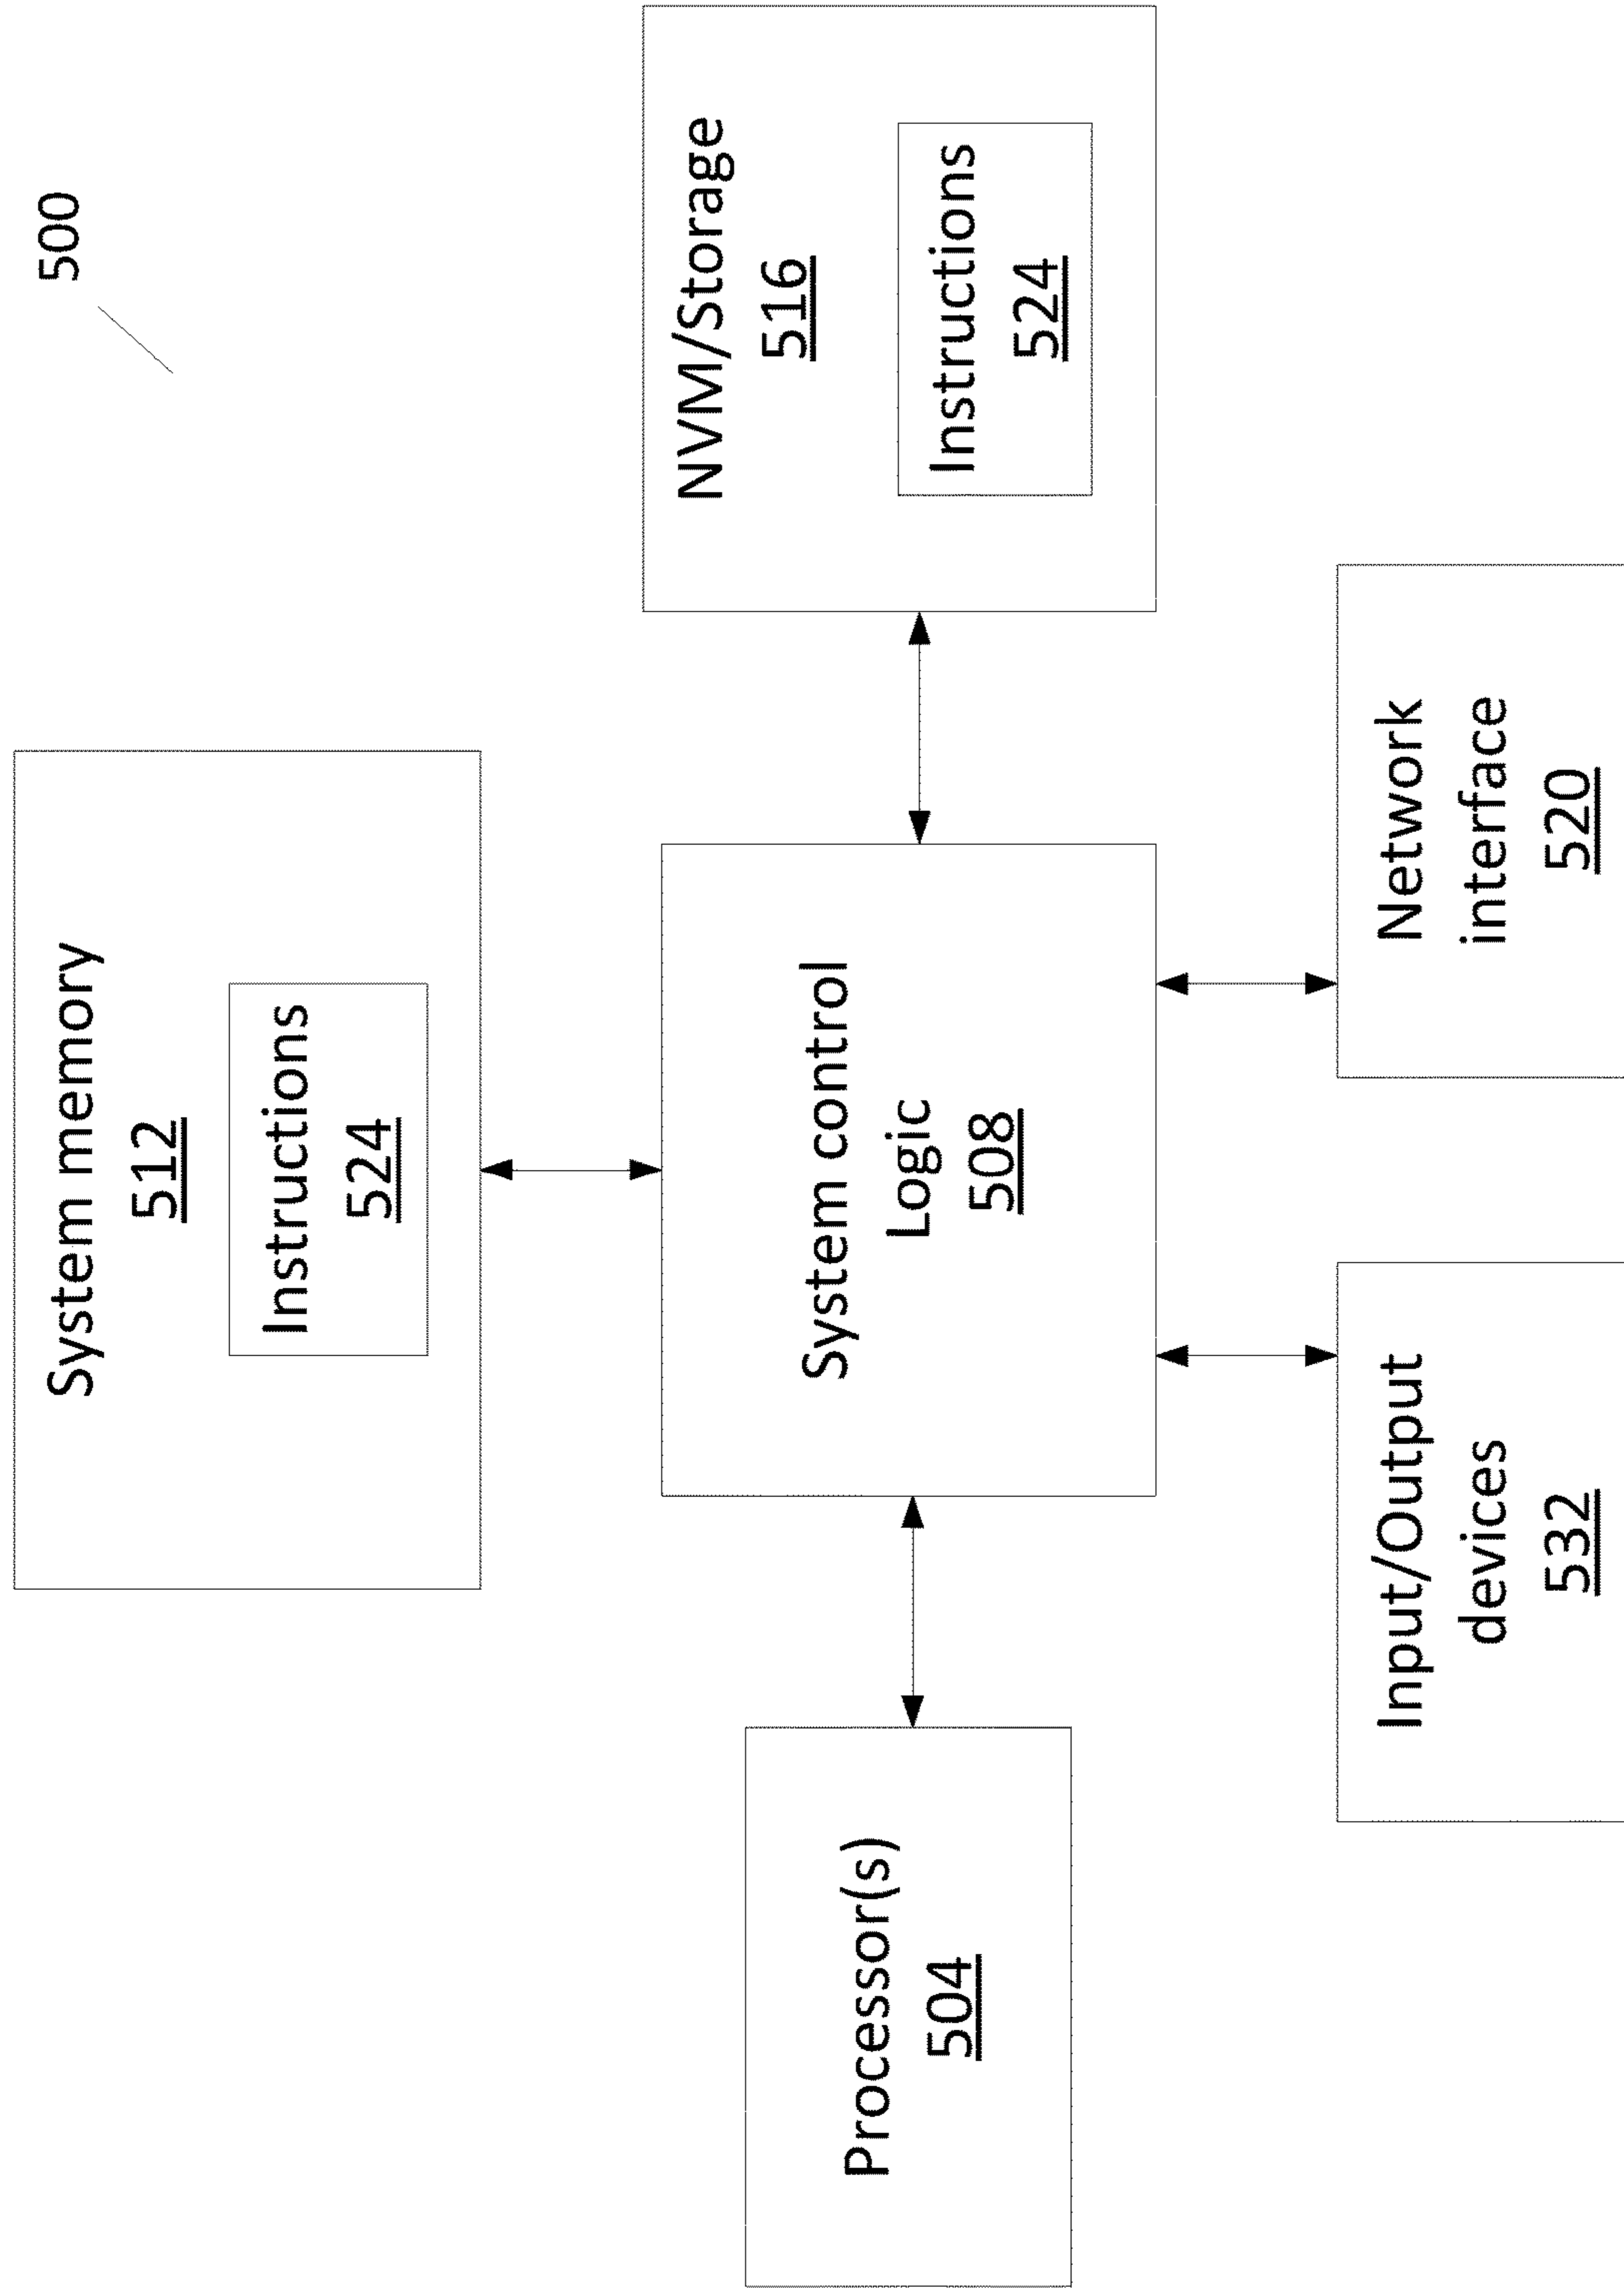 500
System memory
512
Instructions
524
Processor(s)
504
System control
Logic
508
NVM/Storage
516
Instructions
524
Input/Output
devices
532
Network
interface
520